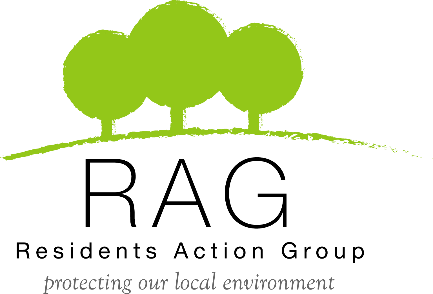 RAG
Residents Action Group
protecting our local environment